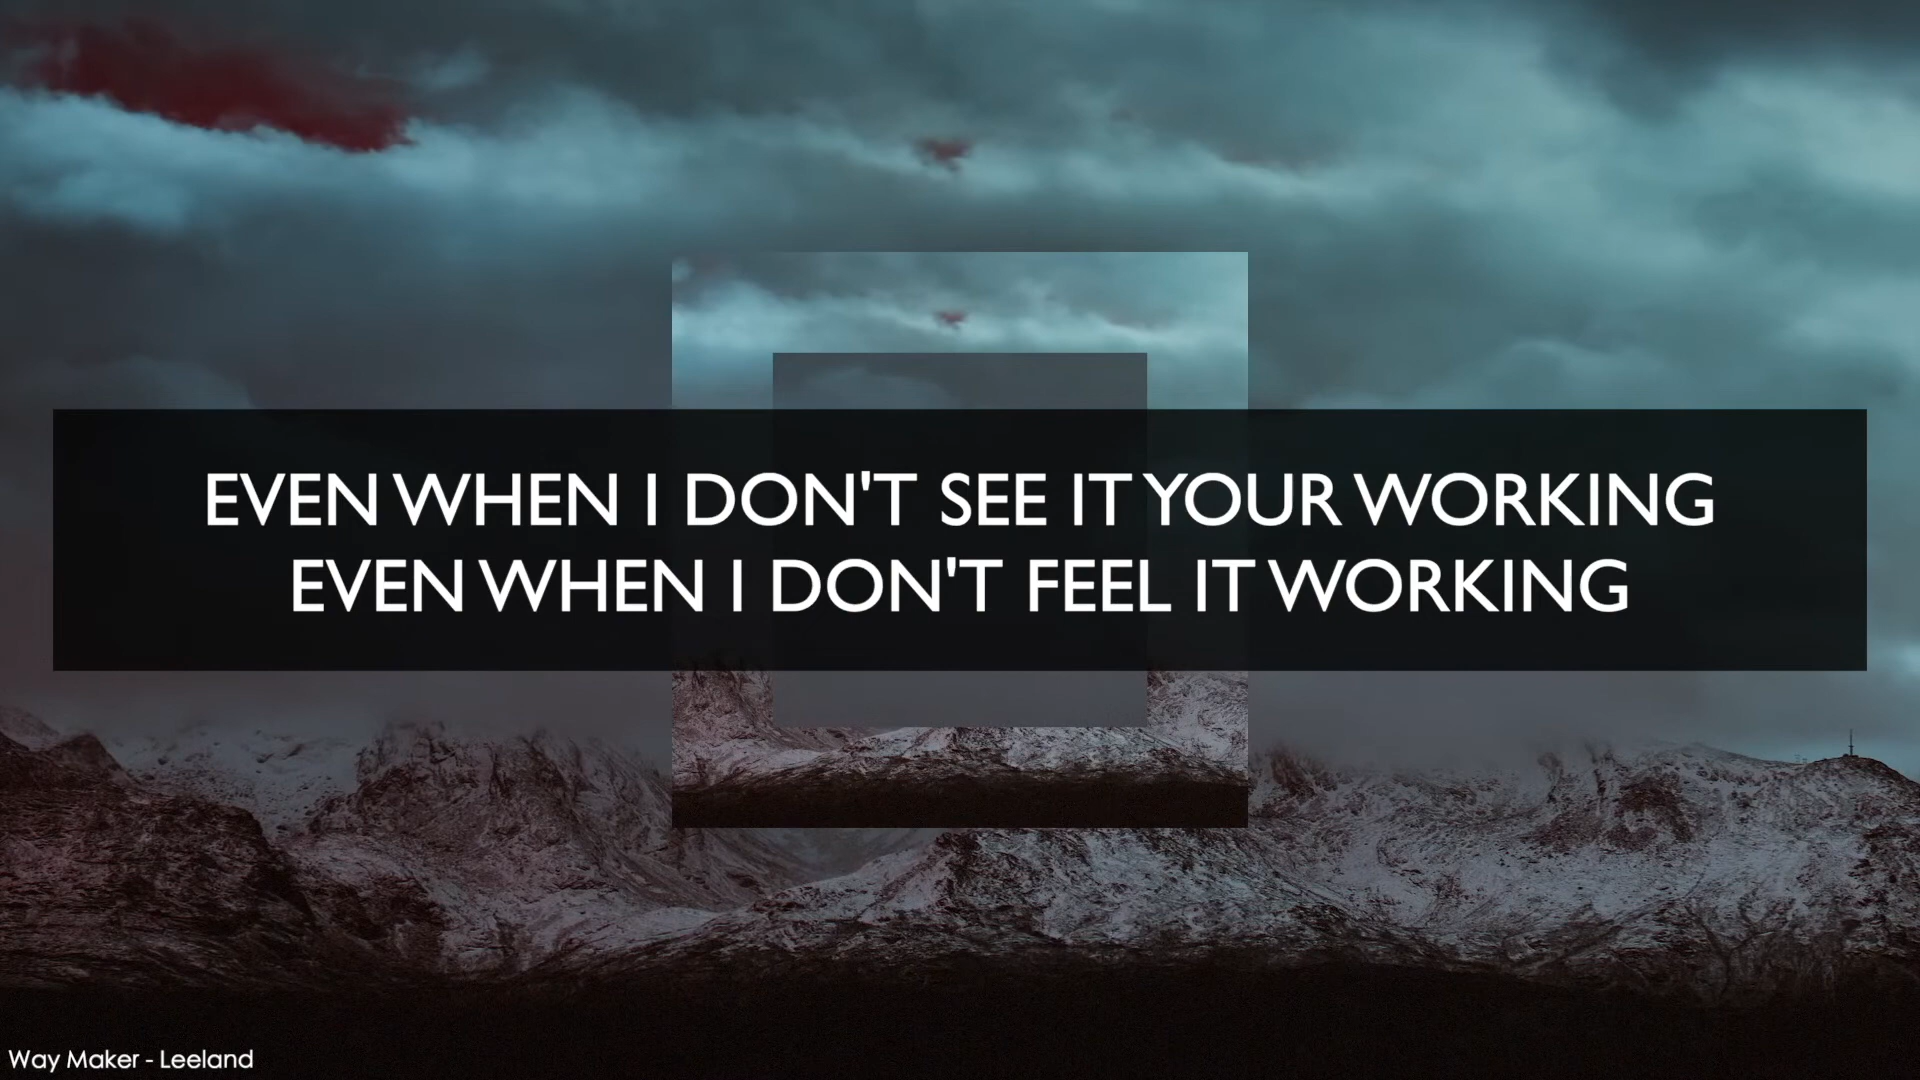 EVEN WHEN I DON'T SEE IT YOUR WORKING
EVEN WHEN I DON'T FEEL IT WORKING
Way Maker - Leeland